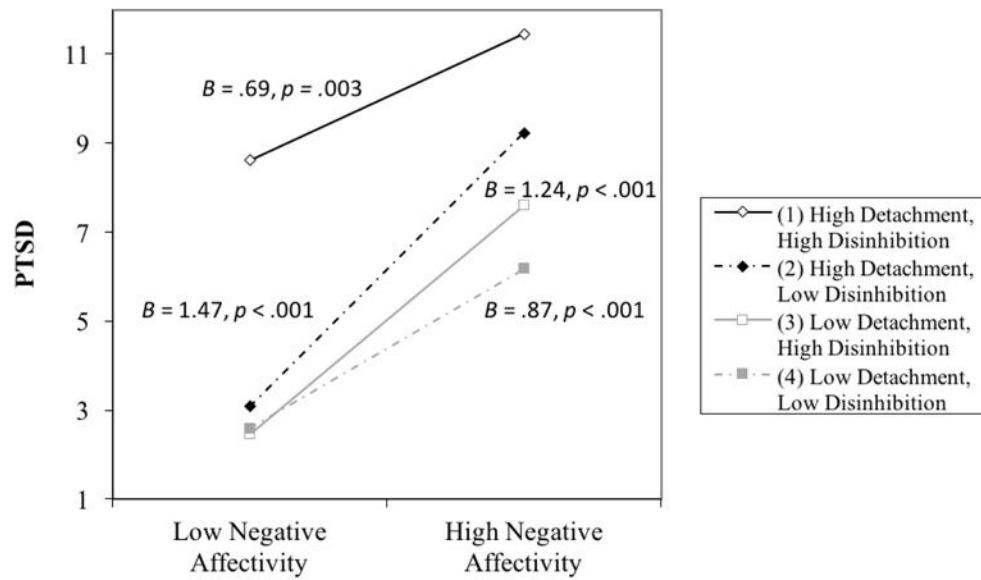 11
B = .69, p = .003
9
B = 1.24, p < .001
7
PTSD
B = 1.47, p < .001
B = .87, p < .001
5
3
1
Low Negative
Affectivity
High Negative
Affectivity
(1) High Detachment,
High Disinhibition
(2) High Detachment,
Low Disinhibition
(3) Low Detachment,
High Disinhibition
(4) Low Detachment,
Low Disinhibition